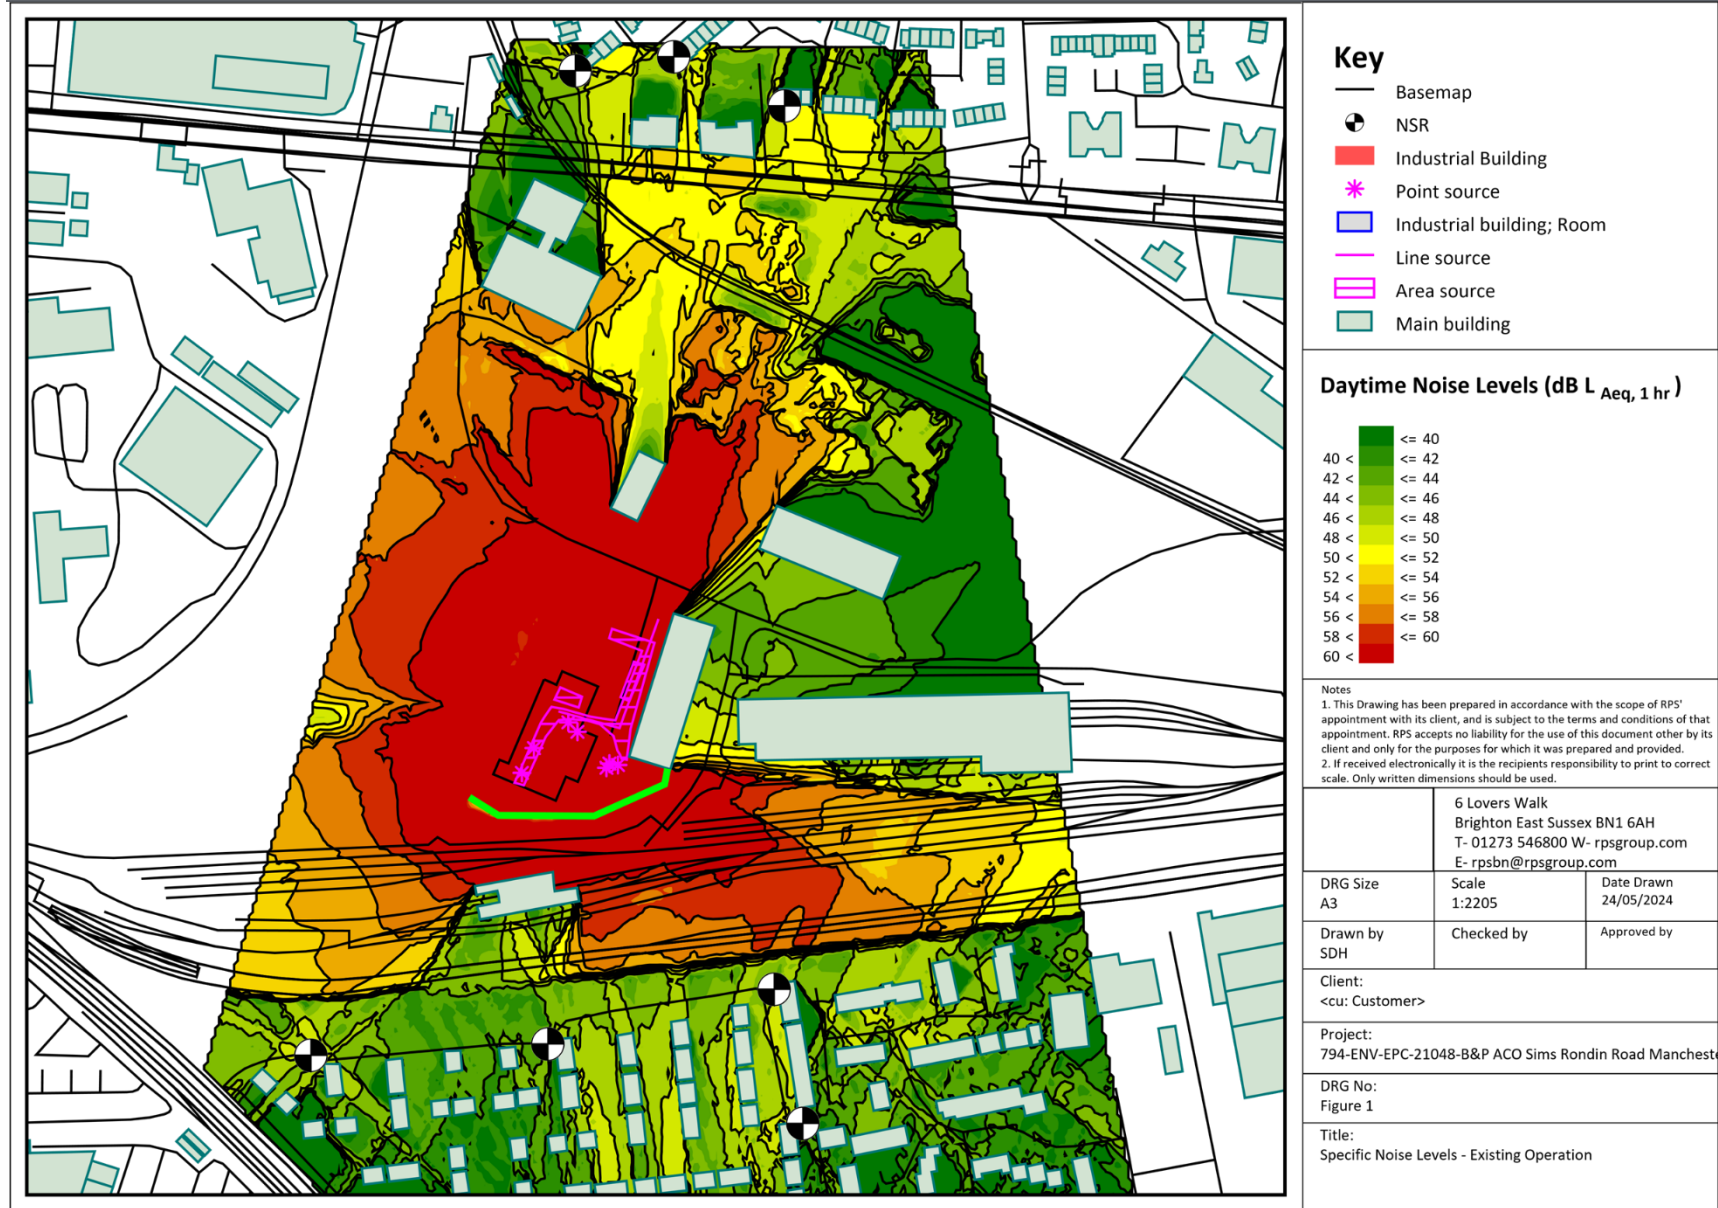 Key
Basemap
NSR
Industrial Building
Point source
Industrial building; Room
Line source
Area source
Main building
Daytime Noise Levels (dB L Aeq, 1 hr )
<= 40
40 < <= 42
42 < <= 44
44 < <= 46
46 < <= 48
48 < <= 50
50 < <= 52
52 < <= 54
54 < <= 56
56 < <= 58
58 < <= 60
60 <
Notes
1. This Drawing has been prepared in accordance with the scope of RPS'
appointment with its client, and is subject to the terms and conditions of that
appointment. RPS accepts no liability for the use of this document other by its
client and only for the purposes for which it was prepared and provided.
2. If received electronically it is the recipients responsibility to print to correct
scale. Only written dimensions should be used.
6 Lovers Walk
Brighton East Sussex BN1 6AH
T- 01273 546800 W- rpsgroup.com
E- rpsbn@rpsgroup.com
DRG Size
A3
Scale
1:2205
Date Drawn
24/05/2024
Drawn by
SDH
Checked by
Approved by
Client:
<cu: Customer>
Project:
794-ENV-EPC-21048-B&P ACO Sims Rondin Road Mancheste
DRG No:
Figure 1
Title:
Specific Noise Levels - Existing Operation